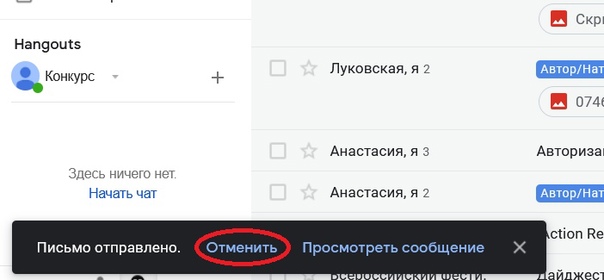 Скри
Hangouts
Луковская, я 2
Автор/Нат
Конкурс
0746
Здесь ничего нет.
Начать чат
Анастасия, я 3
Авториза
Анастасия, я 2
Автор/Нат
Письмо отправлено. Отменить Просмотреть сообщение
Action Re
Всероссийский фести.
Дайджест